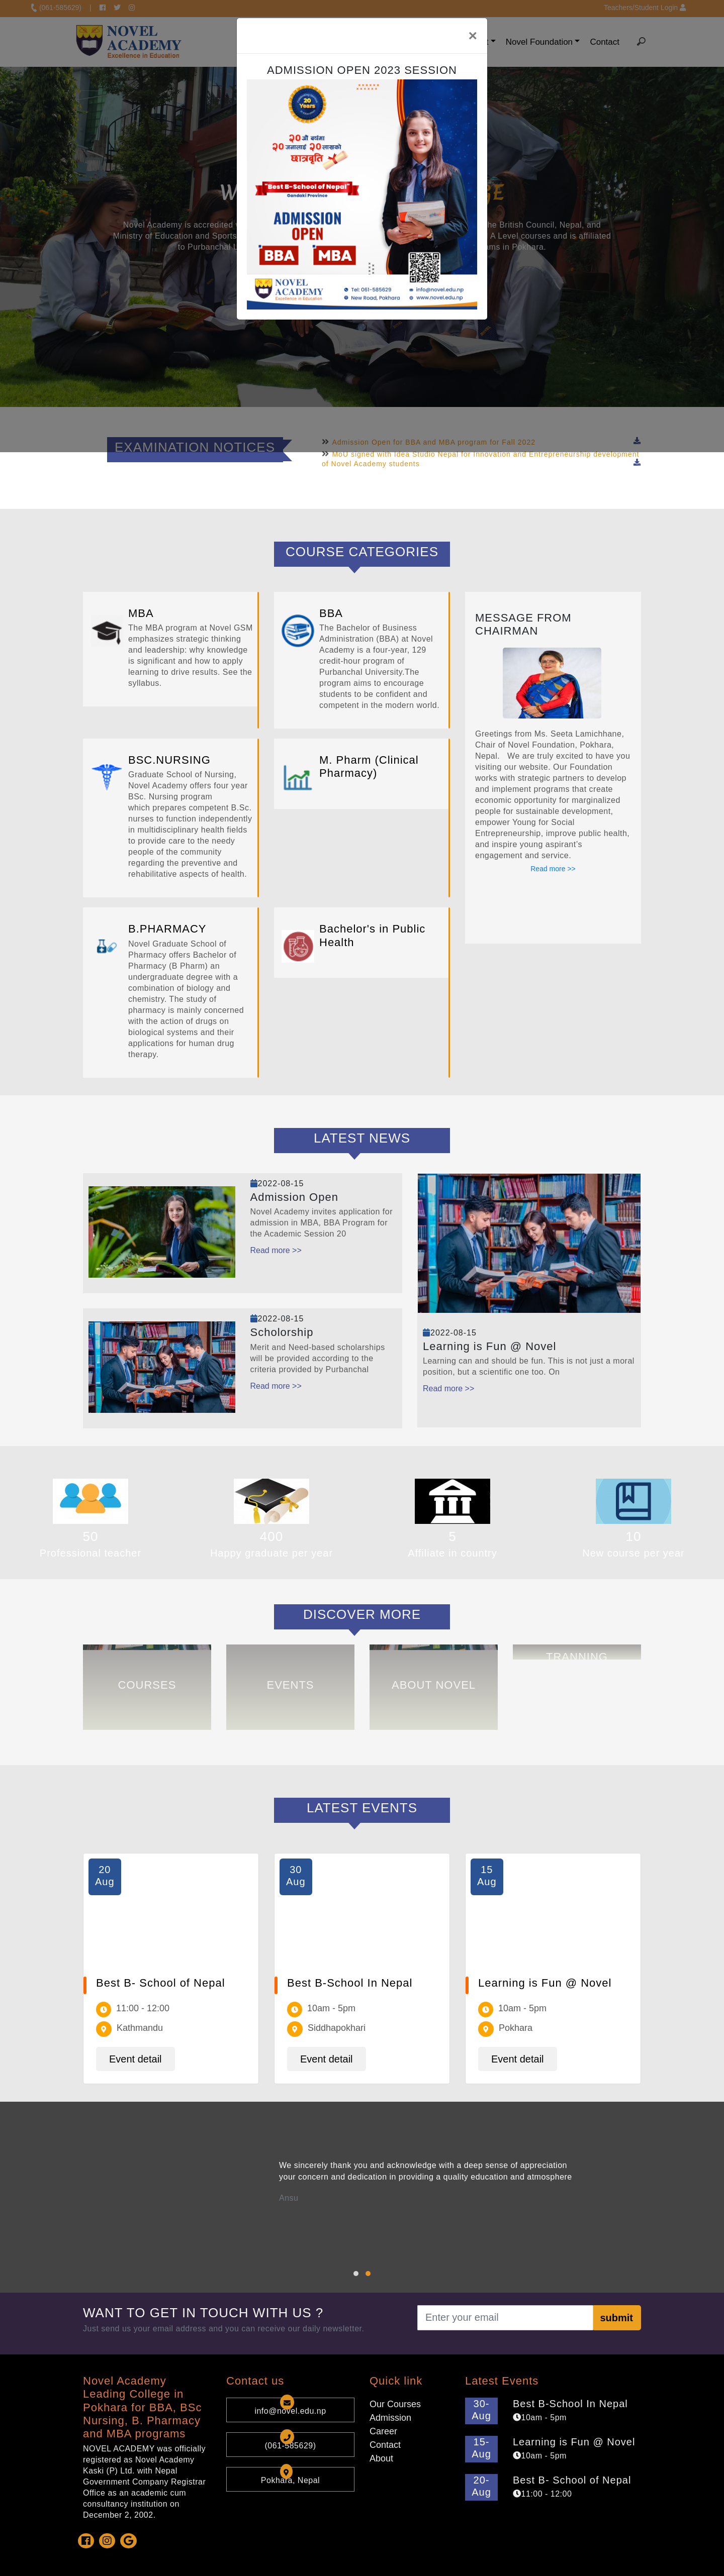 (061-585629)
Teachers/Student Login
NOVEL
ACADEMY
Excellence in Education
Novel Foundation
Contact
×
ADMISSION OPEN 2023 SESSION
20
Years
२०औं बर्षमा
२० जनालाई २०लाखको
छात्रबृति
"Best B-School of Nepal"
Gandaki Province
ADMISSION
OPEN
BBA MBA
NOVEL
ACADEMY
Excellence in Education
Tel: 061-585629
info@novel.edu.np
New Road, Pokhara
www.novel.edu.np
Novel Academy is accredited
the British Council, Nepal, and
Ministry of Education and Sports
A Level courses and is affiliated
to Purbanchal
in Pokhara.
EXAMINATION NOTICES
Admission Open for BBA and MBA program for Fall 2022
MoU signed with Idea Studio Nepal for Innovation and Entrepreneurship development
of Novel Academy students
COURSE CATEGORIES
MBA
The MBA program at Novel GSM
emphasizes strategic thinking
and leadership: why knowledge
is significant and how to apply
learning to drive results. See the
syllabus.
BBA
The Bachelor of Business
Administration (BBA) at Novel
Academy is a four-year, 129
credit-hour program of
Purbanchal University.The
program aims to encourage
students to be confident and
competent in the modern world.
MESSAGE FROM
CHAIRMAN
Greetings from Ms. Seeta Lamichhane,
Chair of Novel Foundation, Pokhara,
Nepal. We are truly excited to have you
visiting our website. Our Foundation
works with strategic partners to develop
and implement programs that create
economic opportunity for marginalized
people for sustainable development,
empower Young for Social
Entrepreneurship, improve public health,
and inspire young aspirant's
engagement and service.
Read more >>
BSC.NURSING
Graduate School of Nursing,
Novel Academy offers four year
BSc. Nursing program
which prepares competent B.Sc.
nurses to function independently
in multidisciplinary health fields
to provide care to the needy
people of the community
regarding the preventive and
rehabilitative aspects of health.
M. Pharm (Clinical
Pharmacy)
B.PHARMACY
Novel Graduate School of
Pharmacy offers Bachelor of
Pharmacy (B Pharm) an
undergraduate degree with a
combination of biology and
chemistry. The study of
pharmacy is mainly concerned
with the action of drugs on
biological systems and their
applications for human drug
therapy.
Bachelor's in Public
Health
LATEST NEWS
2022-08-15
Admission Open
Novel Academy invites application for
admission in MBA, BBA Program for
the Academic Session 20
Read more >>
2022-08-15
Scholorship
Merit and Need-based scholarships
will be provided according to the
criteria provided by Purbanchal
Read more >>
2022-08-15
Learning is Fun @ Novel
Learning can and should be fun. This is not just a moral
position, but a scientific one too. On
Read more >>
50
Professional teacher
400
Happy graduate per year
5
Affiliate in country
10
New course per year
DISCOVER MORE
COURSES
EVENTS
ABOUT NOVEL
TRANNING
LATEST EVENTS
20
Aug
Best B- School of Nepal
11:00 - 12:00
Kathmandu
Event detail
30
Aug
Best B-School In Nepal
10am - 5pm
Siddhapokhari
Event detail
15
Aug
Learning is Fun @ Novel
10am - 5pm
Pokhara
Event detail
We sincerely thank you and acknowledge with a deep sense of appreciation
your concern and dedication in providing a quality education and atmosphere
Ansu
WANT TO GET IN TOUCH WITH US ?
Just send us your email address and you can receive our daily newsletter.
Enter your email
submit
Novel Academy
Leading College in
Pokhara for BBA, BSc
Nursing, B. Pharmacy
and MBA programs
NOVEL ACADEMY was officially
registered as Novel Academy
Kaski (P) Ltd. with Nepal
Government Company Registrar
Office as an academic cum
consultancy institution on
December 2, 2002.
Contact us
info@novel.edu.np
(061-585629)
Pokhara, Nepal
Quick link
Our Courses
Admission
Career
Contact
About
Latest Events
30-
Aug
Best B-School In Nepal
10am - 5pm
15-
Aug
Learning is Fun @ Novel
10am - 5pm
20-
Aug
Best B- School of Nepal
11:00 - 12:00